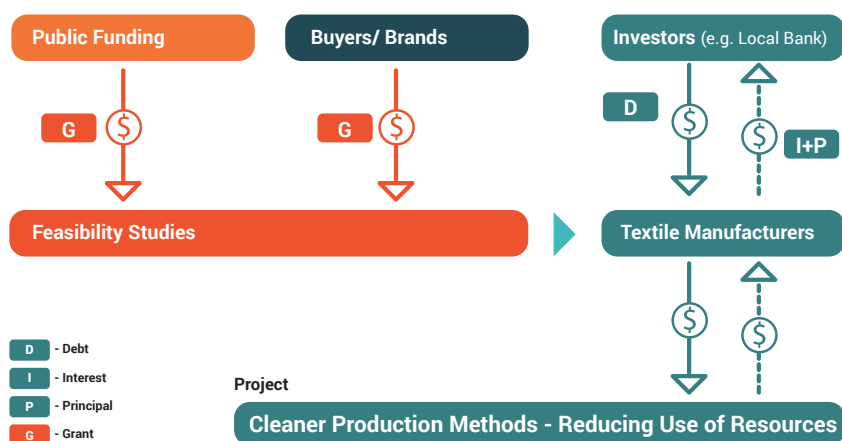 Public Funding
Buyers/ Brands
Investors (e.g. Local Bank)
G
$
G
$
D
$
$
I+P
Feasibility Studies
Textile Manufacturers
$
$
D - Debt
I - Interest
P - Principal
G - Grant
Project
Cleaner Production Methods - Reducing Use of Resources